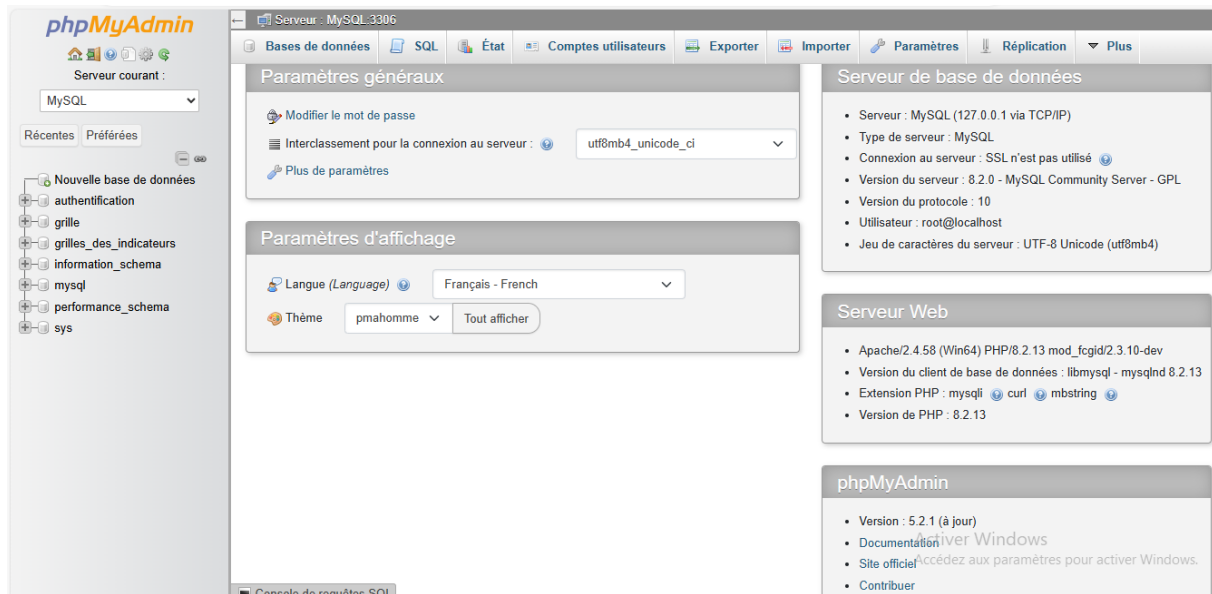 phpMyAdmin
Serveur courant :
MySQL
Récentes Préférées
Nouvelle base de données
authentification
grille
grilles_des_indicateurs
information_schema
mysql
performance_schema
sys
Serveur : MySQL:3306
Bases de données SQL État Comptes utilisateurs Exporter Importer Paramètres Réplication Plus
Paramètres généraux
Modifier le mot de passe
Interclassement pour la connexion au serveur : utf8mb4_unicode_ci
Plus de paramètres
Paramètres d'affichage
Langue (Language) Français - French
Thème pmahomme Tout afficher
Console de requêtes SQL
Serveur de base de données
Serveur : MySQL (127.0.0.1 via TCP/IP)
Type de serveur : MySQL
Connexion au serveur : SSL n'est pas utilisé
Version du serveur : 8.2.0 - MySQL Community Server - GPL
Version du protocole : 10
Utilisateur : root@localhost
Jeu de caractères du serveur : UTF-8 Unicode (utf8mb4)
Serveur Web
Apache/2.4.58 (Win64) PHP/8.2.13 mod_fcgid/2.3.10-dev
Version du client de base de données : libmysql - mysqlnd 8.2.13
Extension PHP : mysqli curl mbstring
Version de PHP : 8.2.13
phpMyAdmin
Version : 5.2.1 (à jour)
Documentation
Site officiel
Contribuer
Activer Windows
Accédez aux paramètres pour activer Windows.